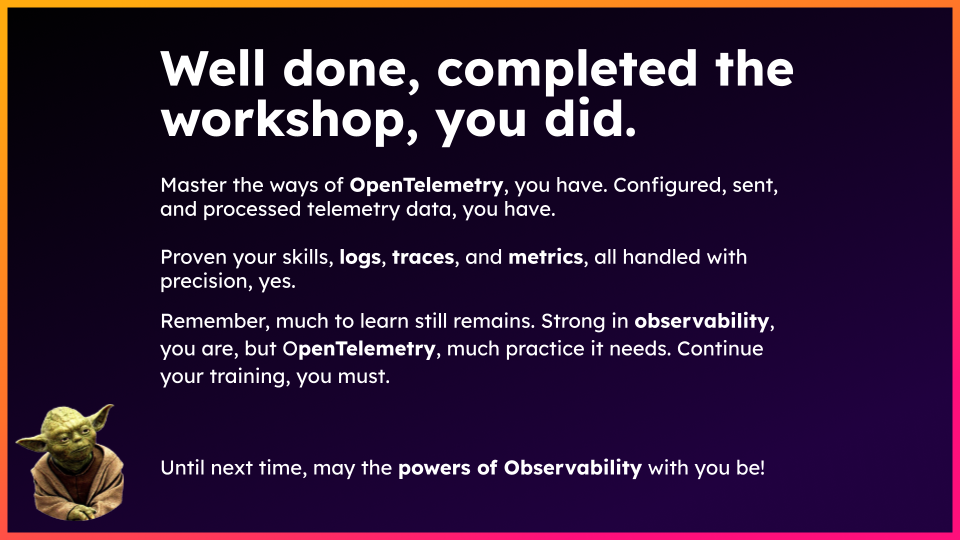 Well done, completed the
workshop, you did.
Master the ways of OpenTelemetry, you have. Configured, sent,
and processed telemetry data, you have.
Proven your skills, logs, traces, and metrics, all handled with
precision, yes.
Remember, much to learn still remains. Strong in observability,
you are, but OpenTelemetry, much practice it needs. Continue
your training, you must.
Until next time, may the powers of Observability with you be!